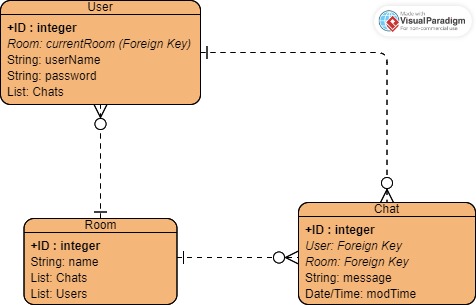 User
+ID : integer
Room: currentRoom (Foreign Key)
String: userName
String: password
List: Chats
Made with
VisualParadigm
For non-commercial use
Room
+ID : integer
String: name
List: Chats
List: Users
Chat
+ID : integer
User: Foreign Key
Room: Foreign Key
String: message
Date/Time: modTime